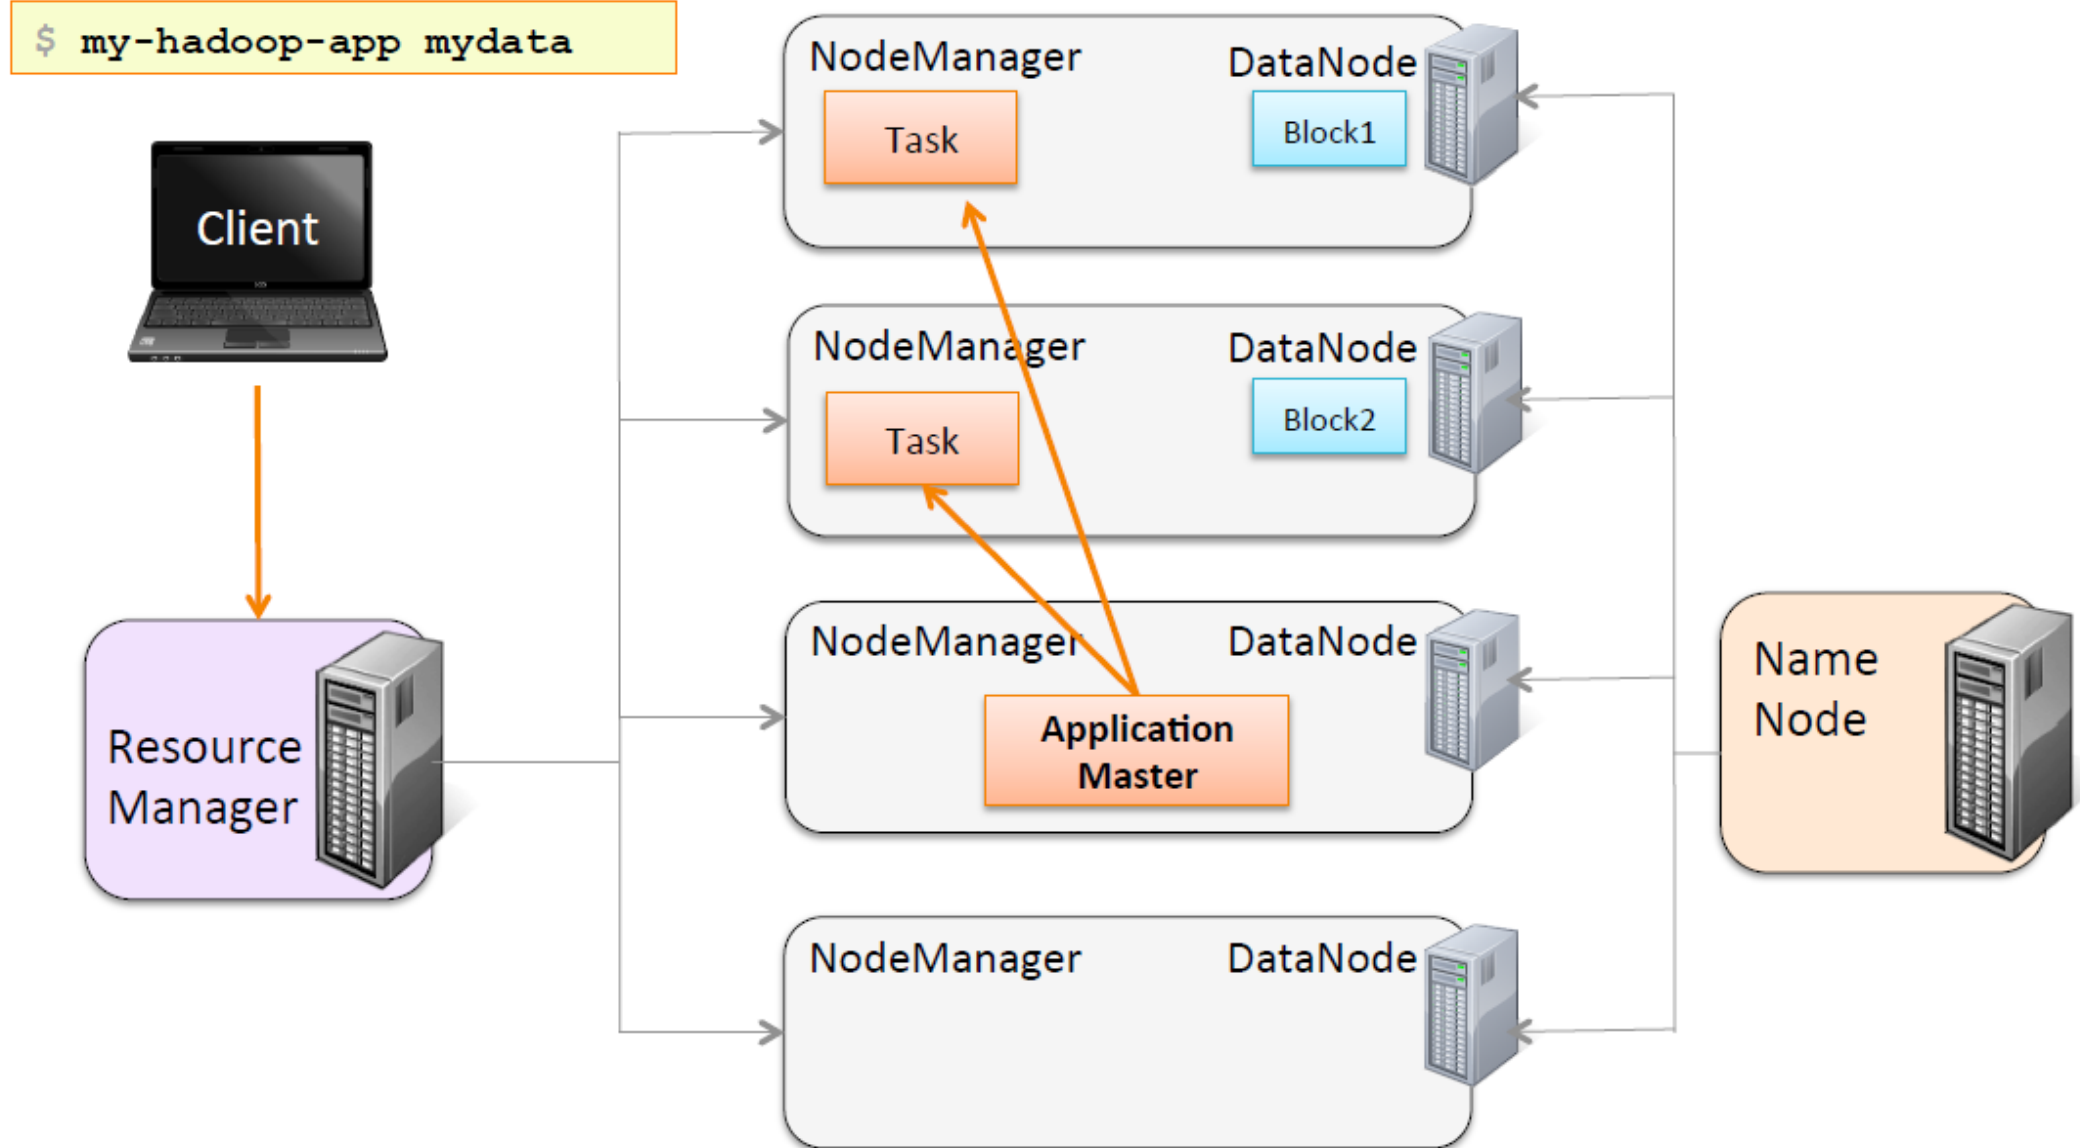 $ my-hadoop-app mydata
Client
Resource
Manager
NodeManager
DataNode
Task
Block1
NodeManager
DataNode
Task
Block2
NodeManager
DataNode
Application
Master
NodeManager
DataNode
Name
Node